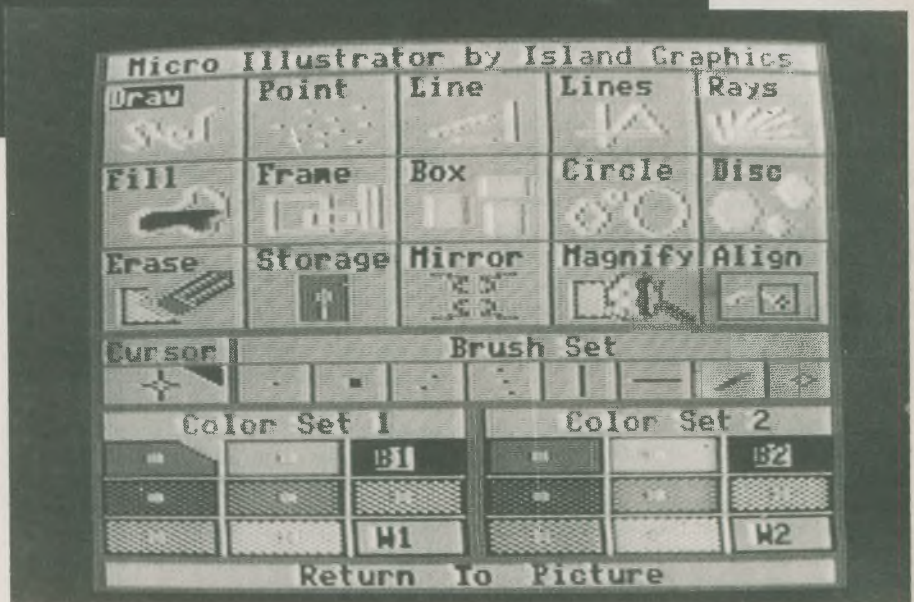 Micro Illustrator by Island Graphics
Draw Point Line Lines Rays
Fill Frame Box Circle Disc
Erase Storage Mirror Magnify Align
Cursor Brush Set
Color Set 1 Color Set 2
B1 B2
W1 W2
Return To Picture